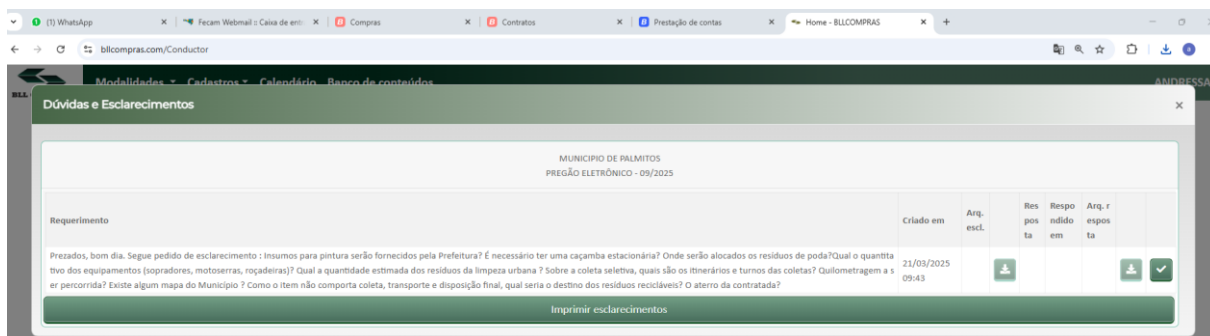 (1) WhatsApp
Fecam Webmail :: Caixa de entr
Compras
Contratos
Prestação de contas
Home - BLLCOMPRAS
bllcompras.com/Conductor
BLL
Modalidades Cadastros Calendário Banco de conteúdos
ANDRESSA
Dúvidas e Esclarecimentos
MUNICIPIO DE PALMITOS
PREGÃO ELETRÔNICO - 09/2025
Requerimento
Criado em
Arq.
escl.
Res
pos
ta
Respo
ndido
em
Arq. r
espos
ta
Prezados, bom dia. Segue pedido de esclarecimento : Insumos para pintura serão fornecidos pela Prefeitura? É necessário ter uma caçamba estacionária? Onde serão alocados os resíduos de poda?Qual o quantita
tivo dos equipamentos (sopradores, motoserras, roçadeiras)? Qual a quantidade estimada dos resíduos da limpeza urbana ? Sobre a coleta seletiva, quais são os itinerários e turnos das coletas? Quilometragem a s
er percorrida? Existe algum mapa do Município ? Como o item não comporta coleta, transporte e disposição final, qual seria o destino dos resíduos recicláveis? O aterro da contratada?
21/03/2025
09:43
Imprimir esclarecimentos